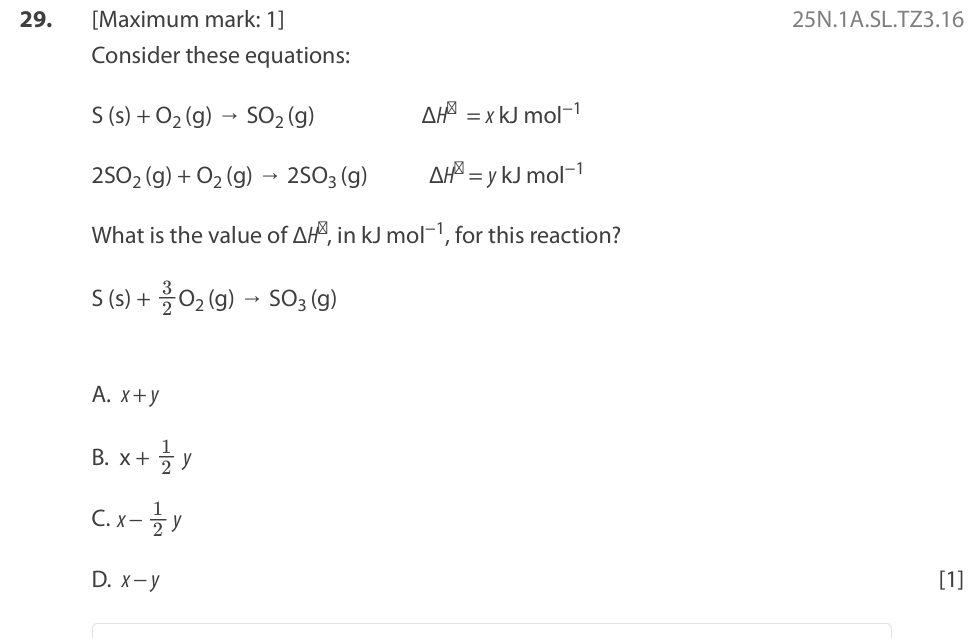 29. [Maximum mark: 1] 25N.1A.SL.TZ3.16
Consider these equations:
S (s) + O₂ (g) → SO₂ (g) ΔH⊠ = x kJ mol⁻¹
2SO₂ (g) + O₂ (g) → 2SO₃ (g) ΔH⊠ = y kJ mol⁻¹
What is the value of ΔH⊠, in kJ mol⁻¹, for this reaction?
S (s) + 3/2 O₂ (g) → SO₃ (g)
A. x + y
B. x + 1/2 y
C. x − 1/2 y
D. x − y [1]